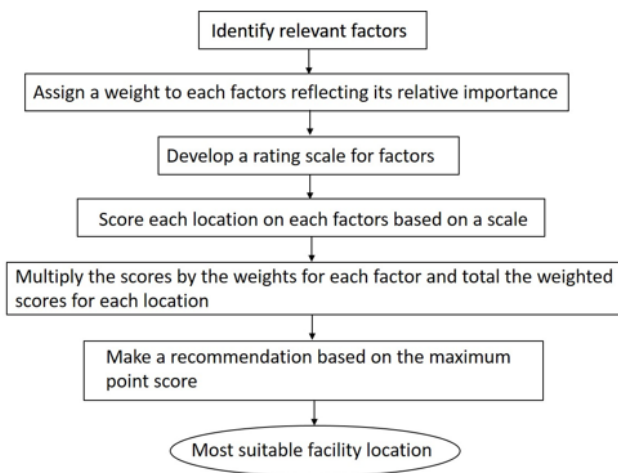 Identify relevant factors
Assign a weight to each factors reflecting its relative importance
Develop a rating scale for factors
Score each location on each factors based on a scale
Multiply the scores by the weights for each factor and total the weighted
scores for each location
Make a recommendation based on the maximum
point score
Most suitable facility location